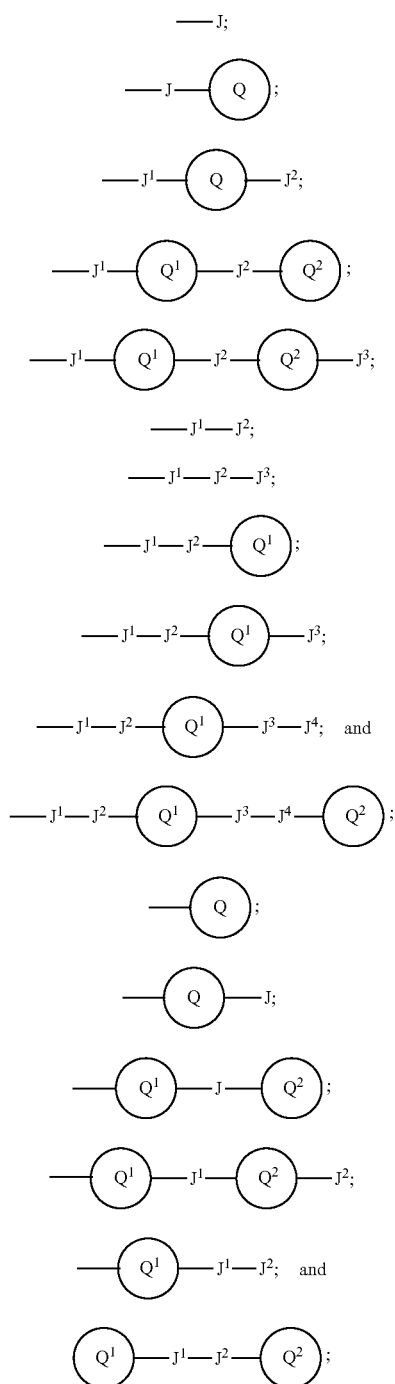 J;
J Q ;
J¹ Q J²;
J¹ Q¹ J² Q² ;
J¹ Q¹ J² Q² J³;
J¹ J²;
J¹ J² J³;
J¹ J² Q¹ ;
J¹ J² Q¹ J³;
J¹ J² Q¹ J³ J⁴; and
J¹ J² Q¹ J³ J⁴ Q² ;
Q ;
Q J;
Q¹ J Q² ;
Q¹ J¹ Q² J²;
Q¹ J¹ J²; and
Q¹ J¹ J² Q² ;